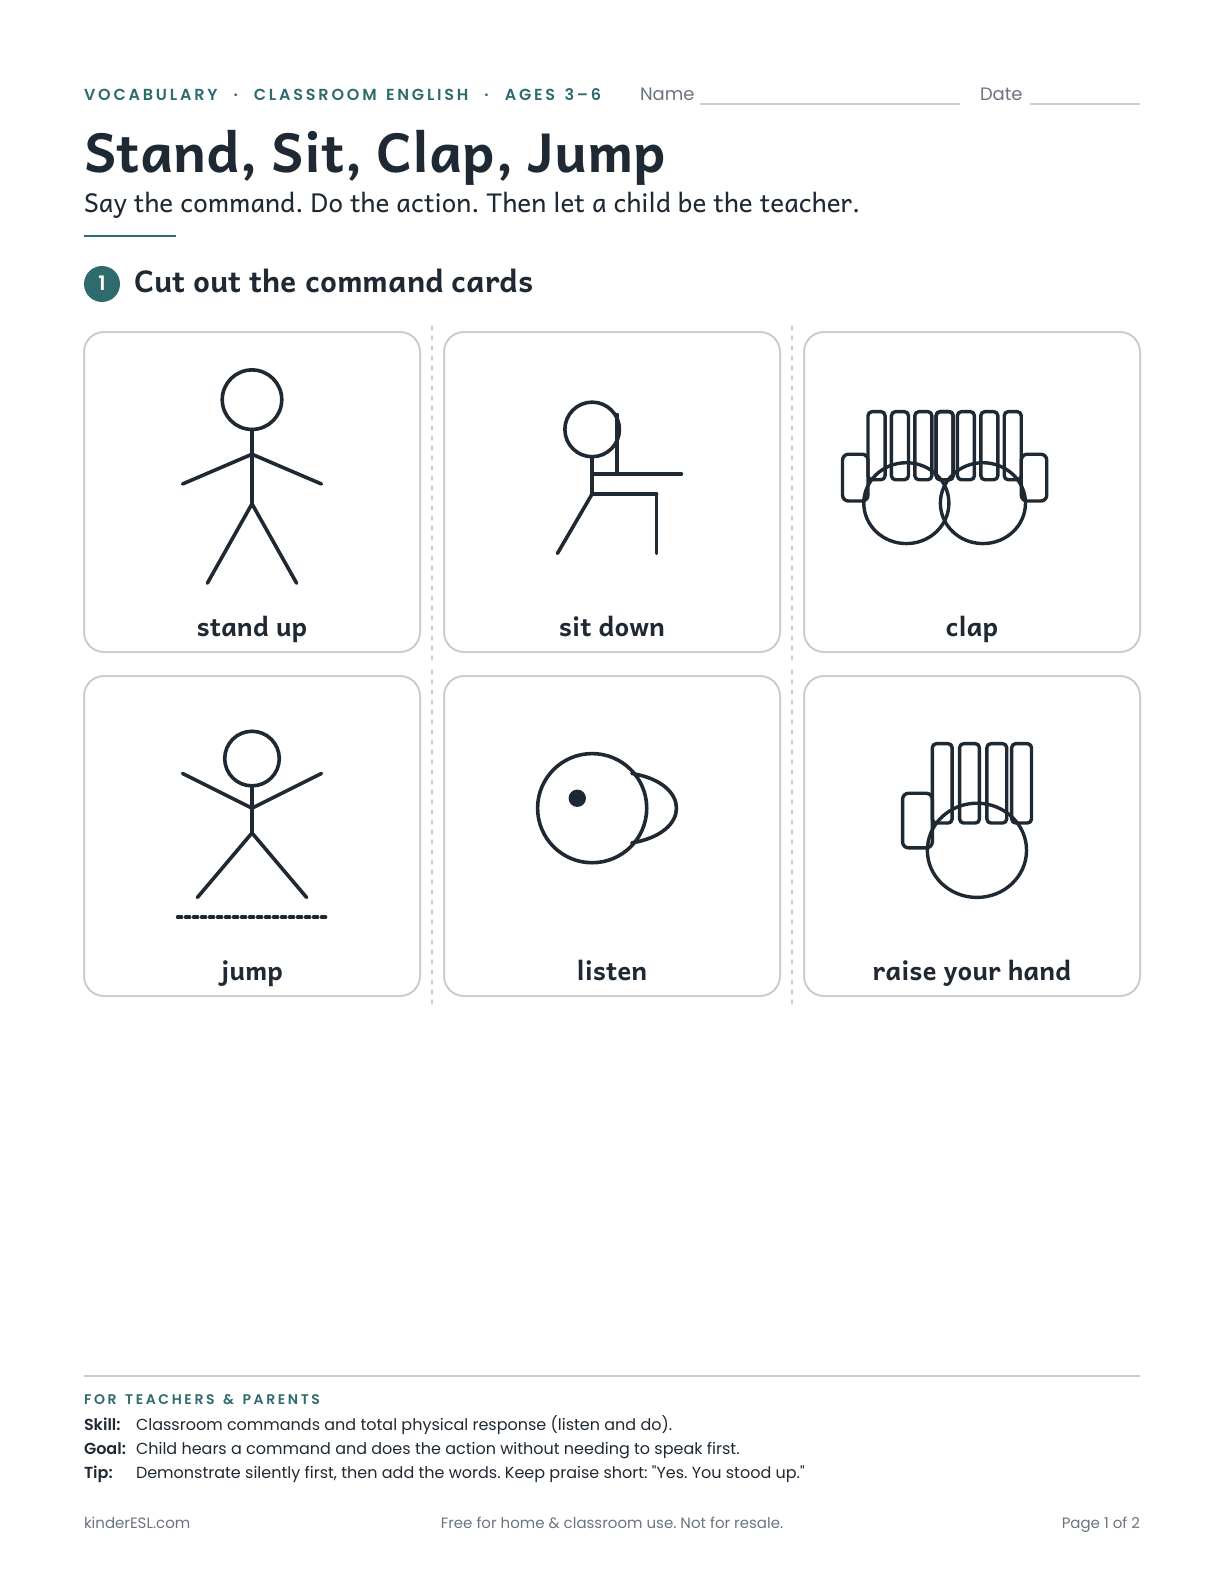 VOCABULARY · CLASSROOM ENGLISH · AGES 3–6 Name Date
Stand, Sit, Clap, Jump
Say the command. Do the action. Then let a child be the teacher.
1 Cut out the command cards
stand up
sit down
clap
jump
listen
raise your hand
FOR TEACHERS & PARENTS
Skill: Classroom commands and total physical response (listen and do).
Goal: Child hears a command and does the action without needing to speak first.
Tip: Demonstrate silently first, then add the words. Keep praise short: "Yes. You stood up."
kinderESL.com Free for home & classroom use. Not for resale. Page 1 of 2